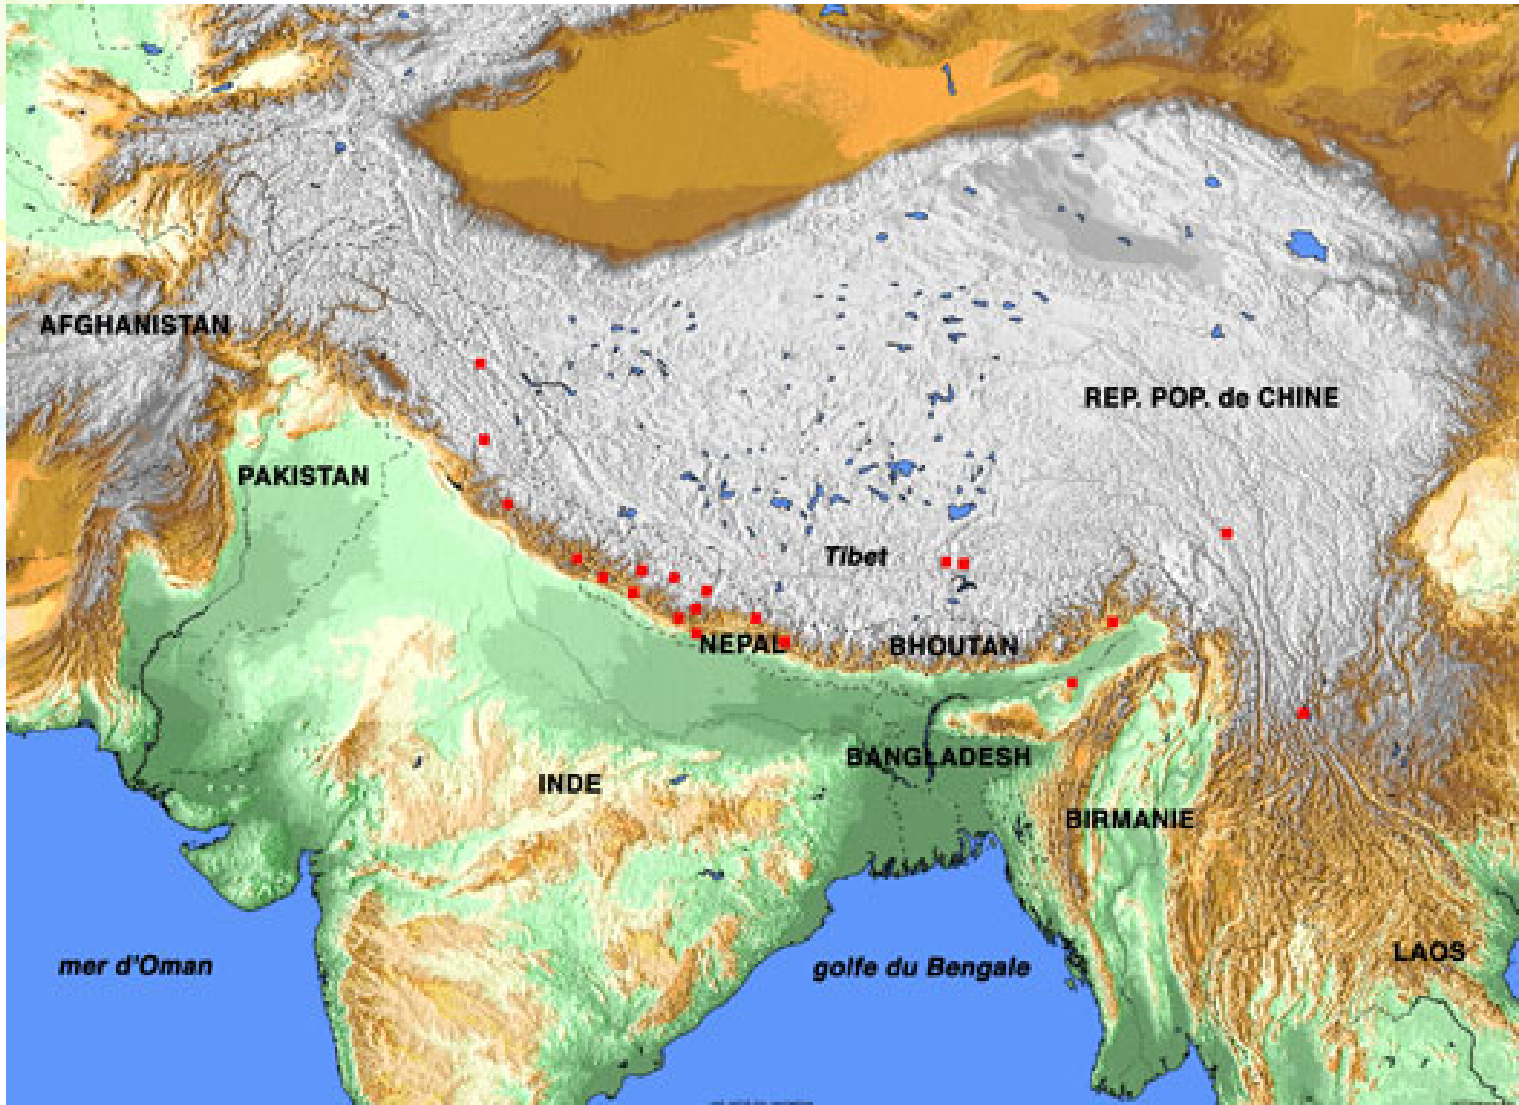 AFGHANISTAN
REP. POP. de CHINE
PAKISTAN
Tibet
NEPAL
BHOUTAN
BANGLADESH
INDE
BIRMANIE
LAOS
mer d'Oman
golfe du Bengale